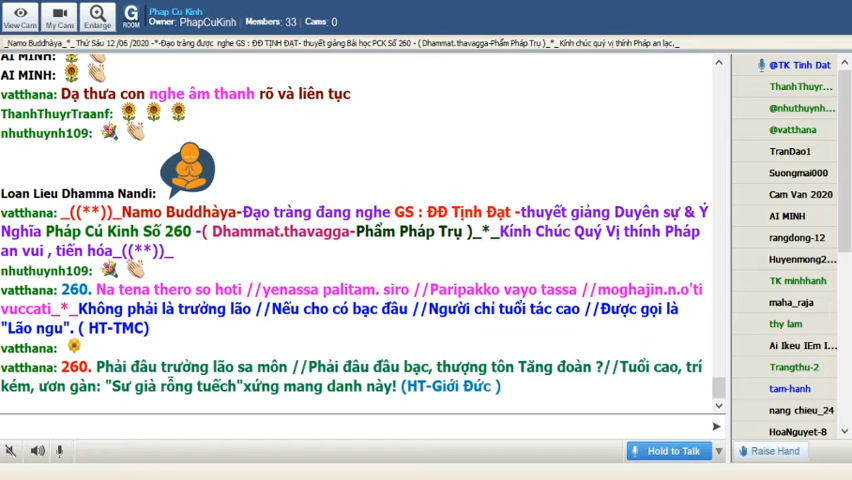 View Cam
My Cam
Enlarge
G
ROOM
Phap Cu Kinh
Owner: PhapCuKinh Members: 33 Cams: 0
_Namo Buddhàya_*_ Thứ Sáu 12 /06 /2020 -*-Đạo tràng được nghe GS : ĐĐ TỊNH ĐẠT- thuyết giảng Bài học PCK Số 260 - ( Dhammat.thavagga-Phẩm Pháp Trụ )_*_ Kính chúc quý vị thính Pháp an lạc._
AI MINH:
AI MINH:
vatthana: Dạ thưa con nghe âm thanh rõ và liên tục
ThanhThuyrTraanf:
nhuthuynh109:
Loan Lieu Dhamma Nandi:
vatthana: _((**))_Namo Buddhàya-Đạo tràng đang nghe GS : ĐĐ Tịnh Đạt -thuyết giảng Duyên sự & Ý
Nghĩa Pháp Cú Kinh Số 260 -( Dhammat.thavagga-Phẩm Pháp Trụ )_*_Kính Chúc Quý Vị thính Pháp
an vui , tiến hóa_((**))_
nhuthuynh109:
vatthana: 260. Na tena thero so hoti //yenassa palitam. siro //Paripakko vayo tassa //moghajin.n.o'ti
vuccati_*_Không phải là trưởng lão //Nếu cho có bạc đầu //Người chỉ tuổi tác cao //Được gọi là
"Lão ngu". ( HT-TMC)
vatthana:
vatthana: 260. Phải đâu trưởng lão sa môn //Phải đâu đầu bạc, thượng tôn Tăng đoàn ?//Tuổi cao, trí
kém, ươn gàn: "Sư già rỗng tuếch"xứng mang danh này! (HT-Giới Đức )
@TK Tinh Dat
ThanhThuyr...
@nhuthuynh...
@vatthana
TranDao1
Suongmai000
Cam Van 2020
AI MINH
rangdong-12
Huyenmong2...
TK minhhanh
maha_raja
thy lam
Ai Ikeu IEm I...
Trangthu-2
tam-hanh
nang chieu_24
HoaNguyet-8
Hold to Talk
Raise Hand